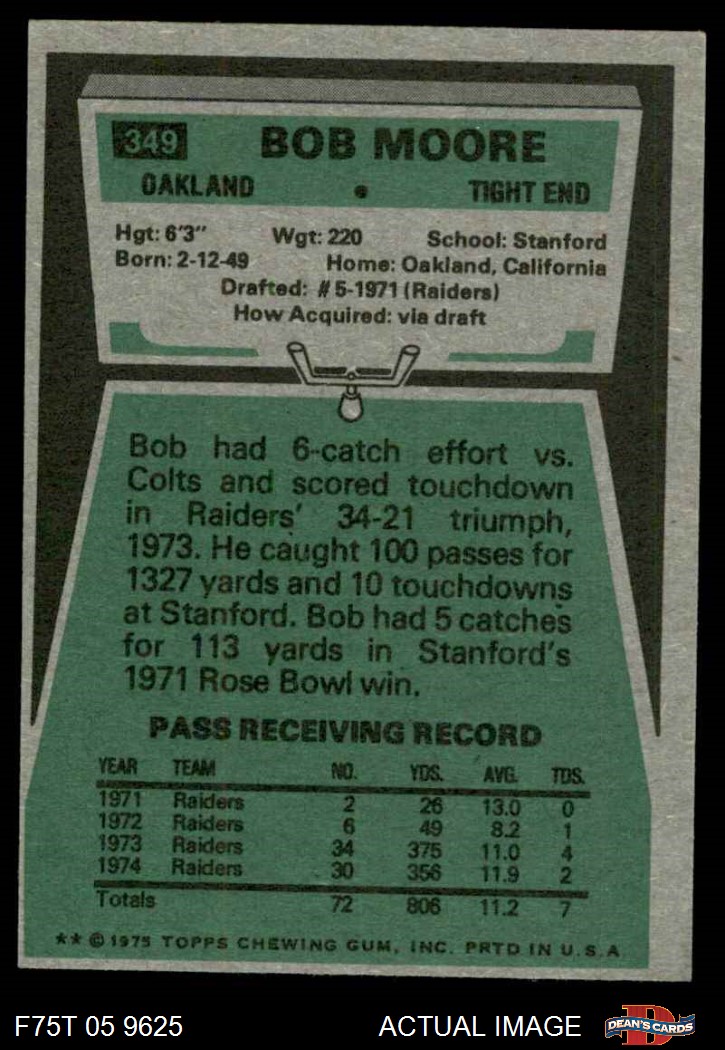 349 BOB MOORE
OAKLAND • TIGHT END
Hgt: 6'3" Wgt: 220 School: Stanford
Born: 2-12-49 Home: Oakland, California
Drafted: #5-1971 (Raiders)
How Acquired: via draft
Bob had 6-catch effort vs.
Colts and scored touchdown
in Raiders' 34-21 triumph,
1973. He caught 100 passes for
1327 yards and 10 touchdowns
at Stanford. Bob had 5 catches
for 113 yards in Stanford's
1971 Rose Bowl win.
PASS RECEIVING RECORD
YEAR TEAM NO. YDS. AVG. TDS.
1971 Raiders 2 26 13.0 0
1972 Raiders 6 49 8.2 1
1973 Raiders 34 375 11.0 4
1974 Raiders 30 356 11.9 2
Totals 72 806 11.2 7
** © 1975 TOPPS CHEWING GUM, INC. PRTD IN U.S.A
F75T 05 9625 ACTUAL IMAGE D DEAN'S CARDS